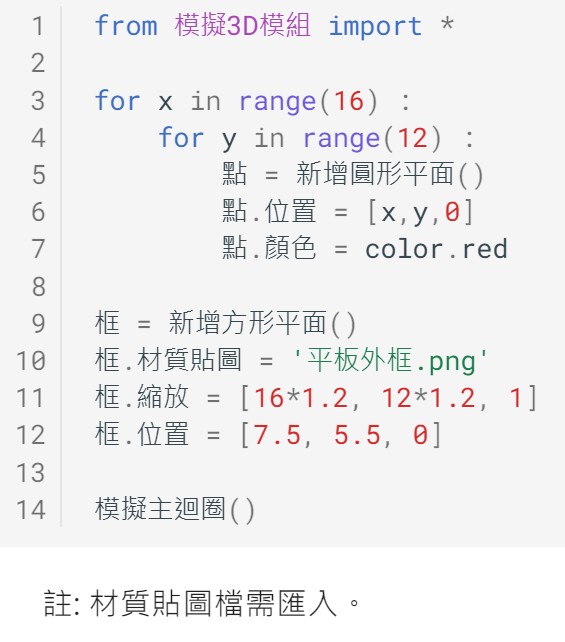 1 from 模擬3D模組 import *
2
3 for x in range(16) :
4     for y in range(12) :
5         點 = 新增圓形平面()
6         點.位置 = [x,y,0]
7         點.顏色 = color.red
8
9 框 = 新增方形平面()
10 框.材質貼圖 = '平板外框.png'
11 框.縮放 = [16*1.2, 12*1.2, 1]
12 框.位置 = [7.5, 5.5, 0]
13
14 模擬主迴圈()
註: 材質貼圖檔需匯入。